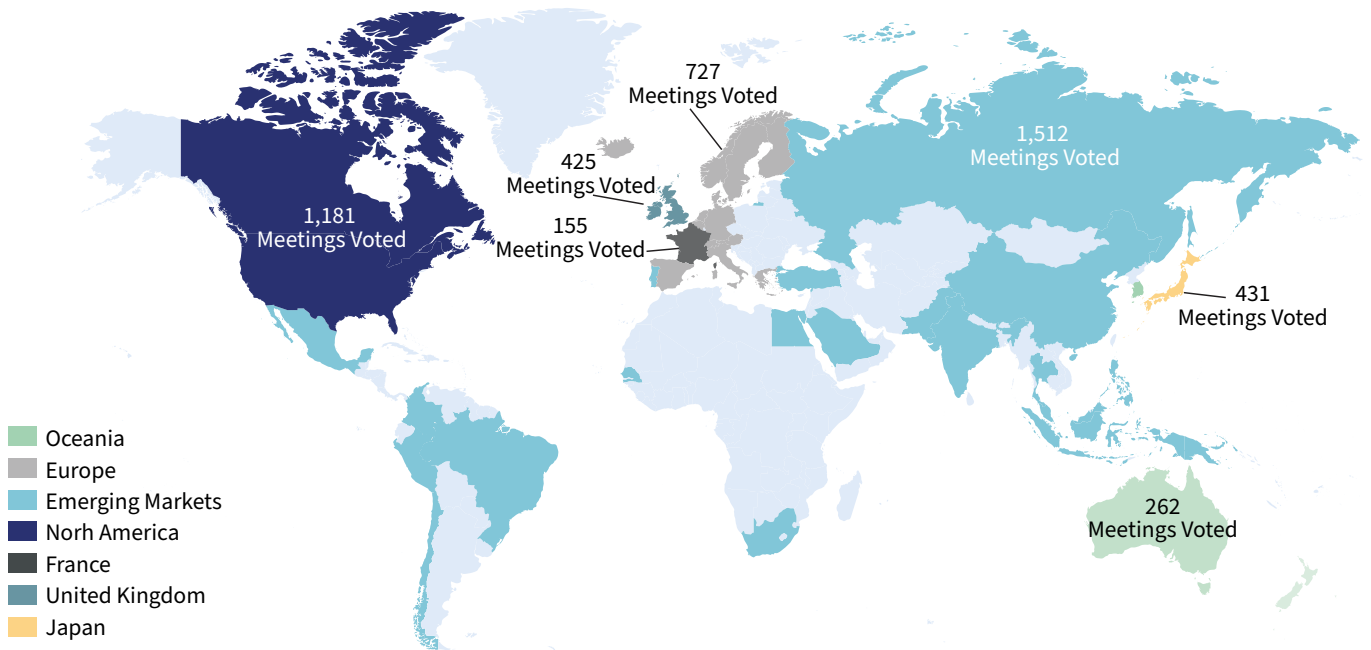 727
Meetings Voted
1,512
Meetings Voted
425
Meetings Voted
1,181
Meetings Voted
155
Meetings Voted
431
Meetings Voted
262
Meetings Voted
Oceania
Europe
Emerging Markets
Norh America
France
United Kingdom
Japan